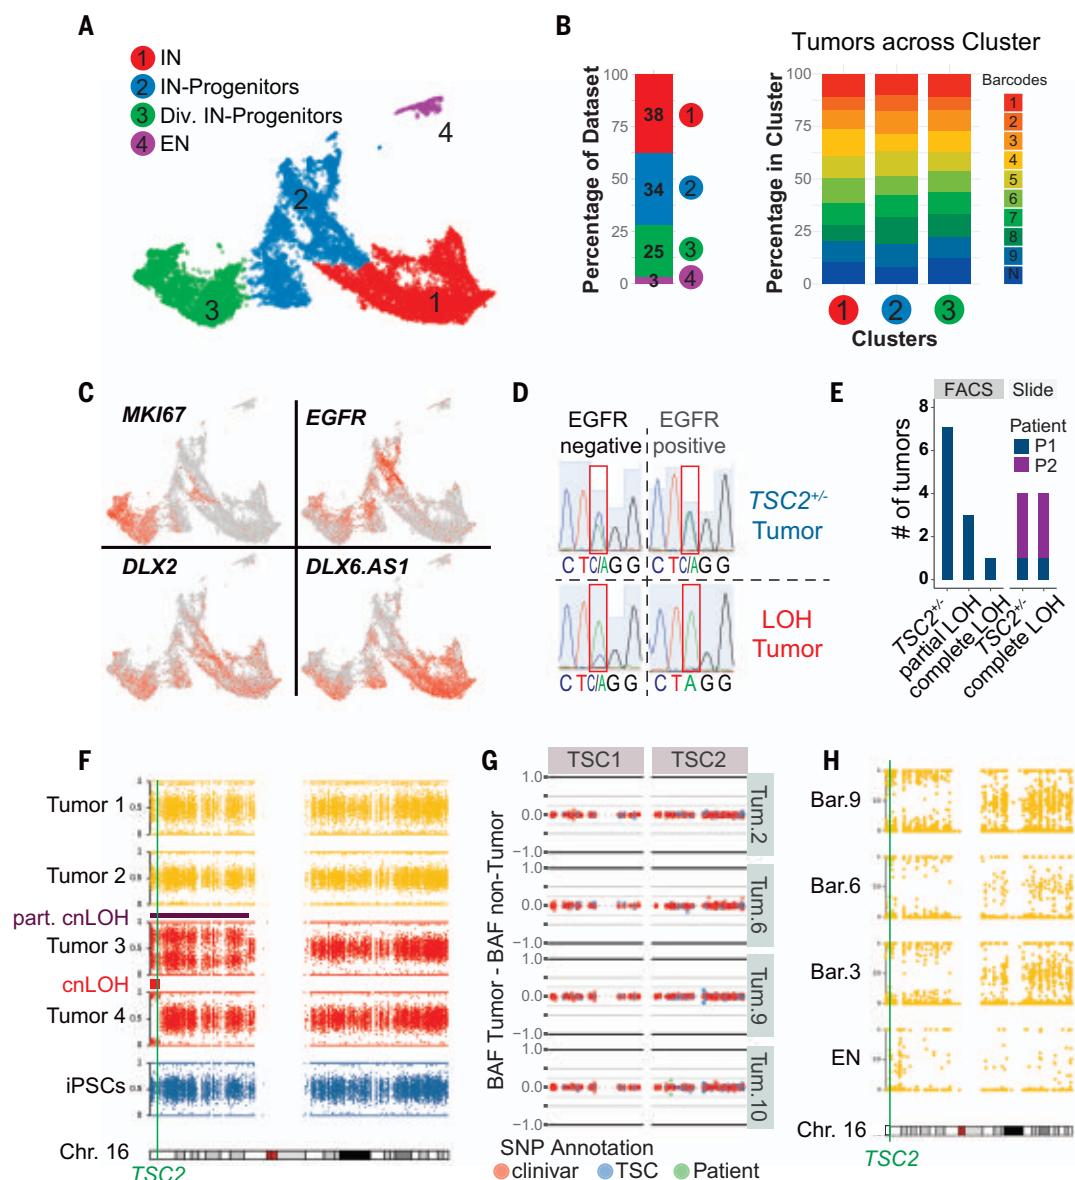 A
1 IN
2 IN-Progenitors
3 Div. IN-Progenitors
4 EN
1
2
3
4
B
Percentage of Dataset
100
75
50
25
0
38
34
25
3
1
2
3
4
Tumors across Cluster
Percentage in Cluster
100
75
50
25
0
1
2
3
Clusters
Barcodes
1
2
3
4
5
6
7
8
9
N
C
MKI67
EGFR
DLX2
DLX6.AS1
D
EGFR negative
EGFR positive
TSC2+/-
Tumor
C T C/A G G
C T C/A G G
LOH
Tumor
C T C/A G G
C T A G G
E
FACS
Slide
# of tumors
8
6
4
2
0
Patient
P1
P2
TSC2+/-
partial LOH
complete LOH
TSC2+/-
complete LOH
F
Tumor 1
Tumor 2
part. cnLOH
Tumor 3
cnLOH
Tumor 4
iPSCs
Chr. 16
TSC2
G
TSC1
TSC2
BAF Tumor - BAF non-Tumor
1.0
0.0
-1.0
Tum.2
1.0
0.0
-1.0
Tum.6
1.0
0.0
-1.0
Tum.9
1.0
0.0
-1.0
Tum.10
SNP Annotation
clinivar
TSC
Patient
H
Bar.9
Bar.6
Bar.3
EN
Chr. 16
TSC2